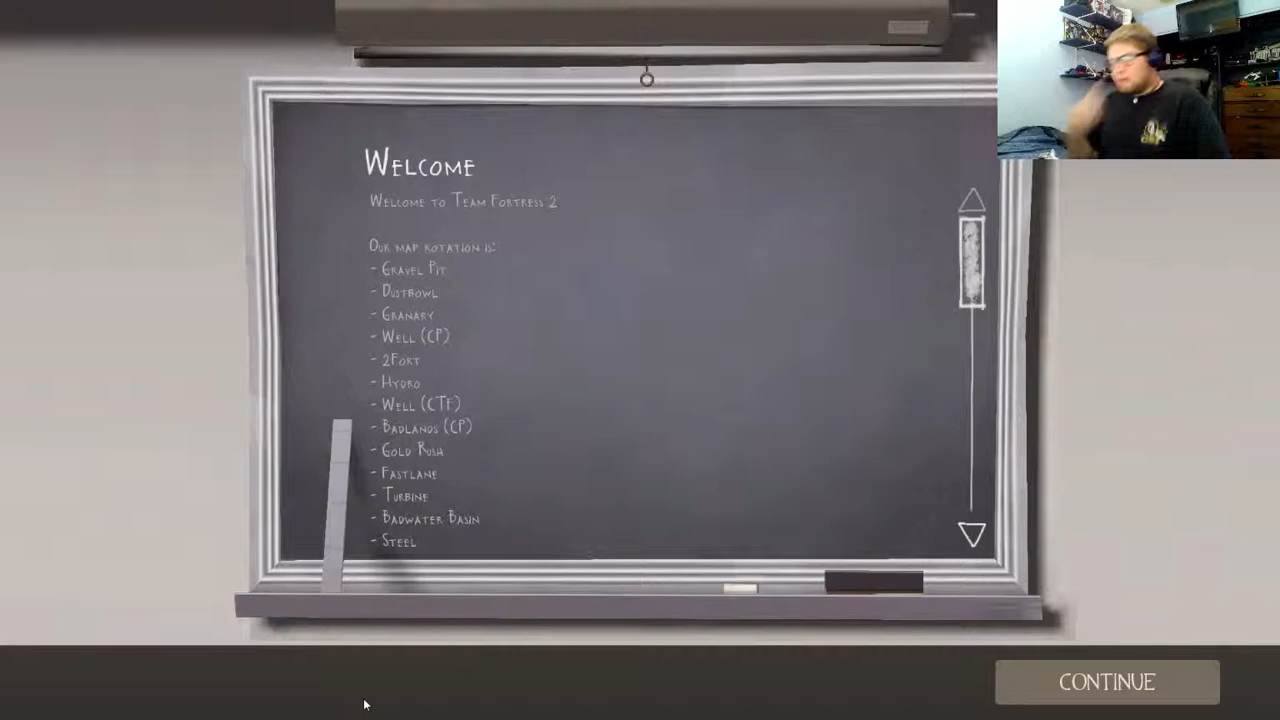 Welcome
Welcome to Team Fortress 2
Our map rotation is:
- Gravel Pit
- Dustbowl
- Granary
- Well (CP)
- 2Fort
- Hydro
- Well (CTF)
- Badlands (CP)
- Gold Rush
- Fastlane
- Turbine
- Badwater Basin
- Steel
CONTINUE